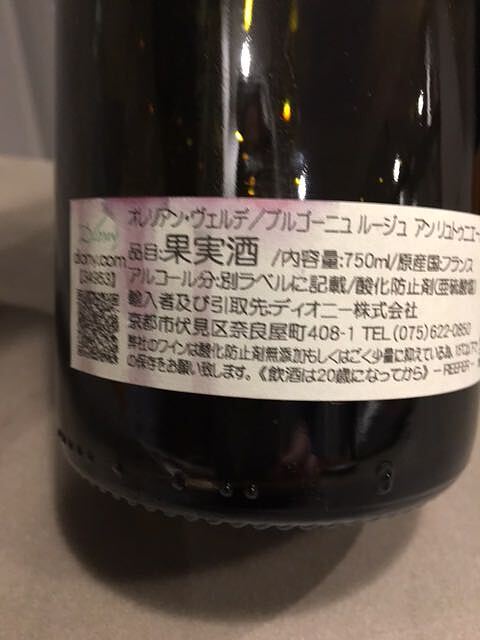 オレリアン・ヴェルデ/ブルゴーニュ ルージュ アン リュトゥニエ
Diony
diony.com
[34953]
品目:果実酒 /内容量:750ml/原産国:フランス
アルコール分:別ラベルに記載/酸化防止剤(亜硫酸塩)
輸入者及び引取先:ディオニー株式会社
京都市伏見区奈良屋町408-1 TEL(075)622-0850
弊社のワインは酸化防止剤無添加もしくはごく少量に抑えている為、15℃以下
の保存をお願い致します。《飲酒は20歳になってから》－REEFER－